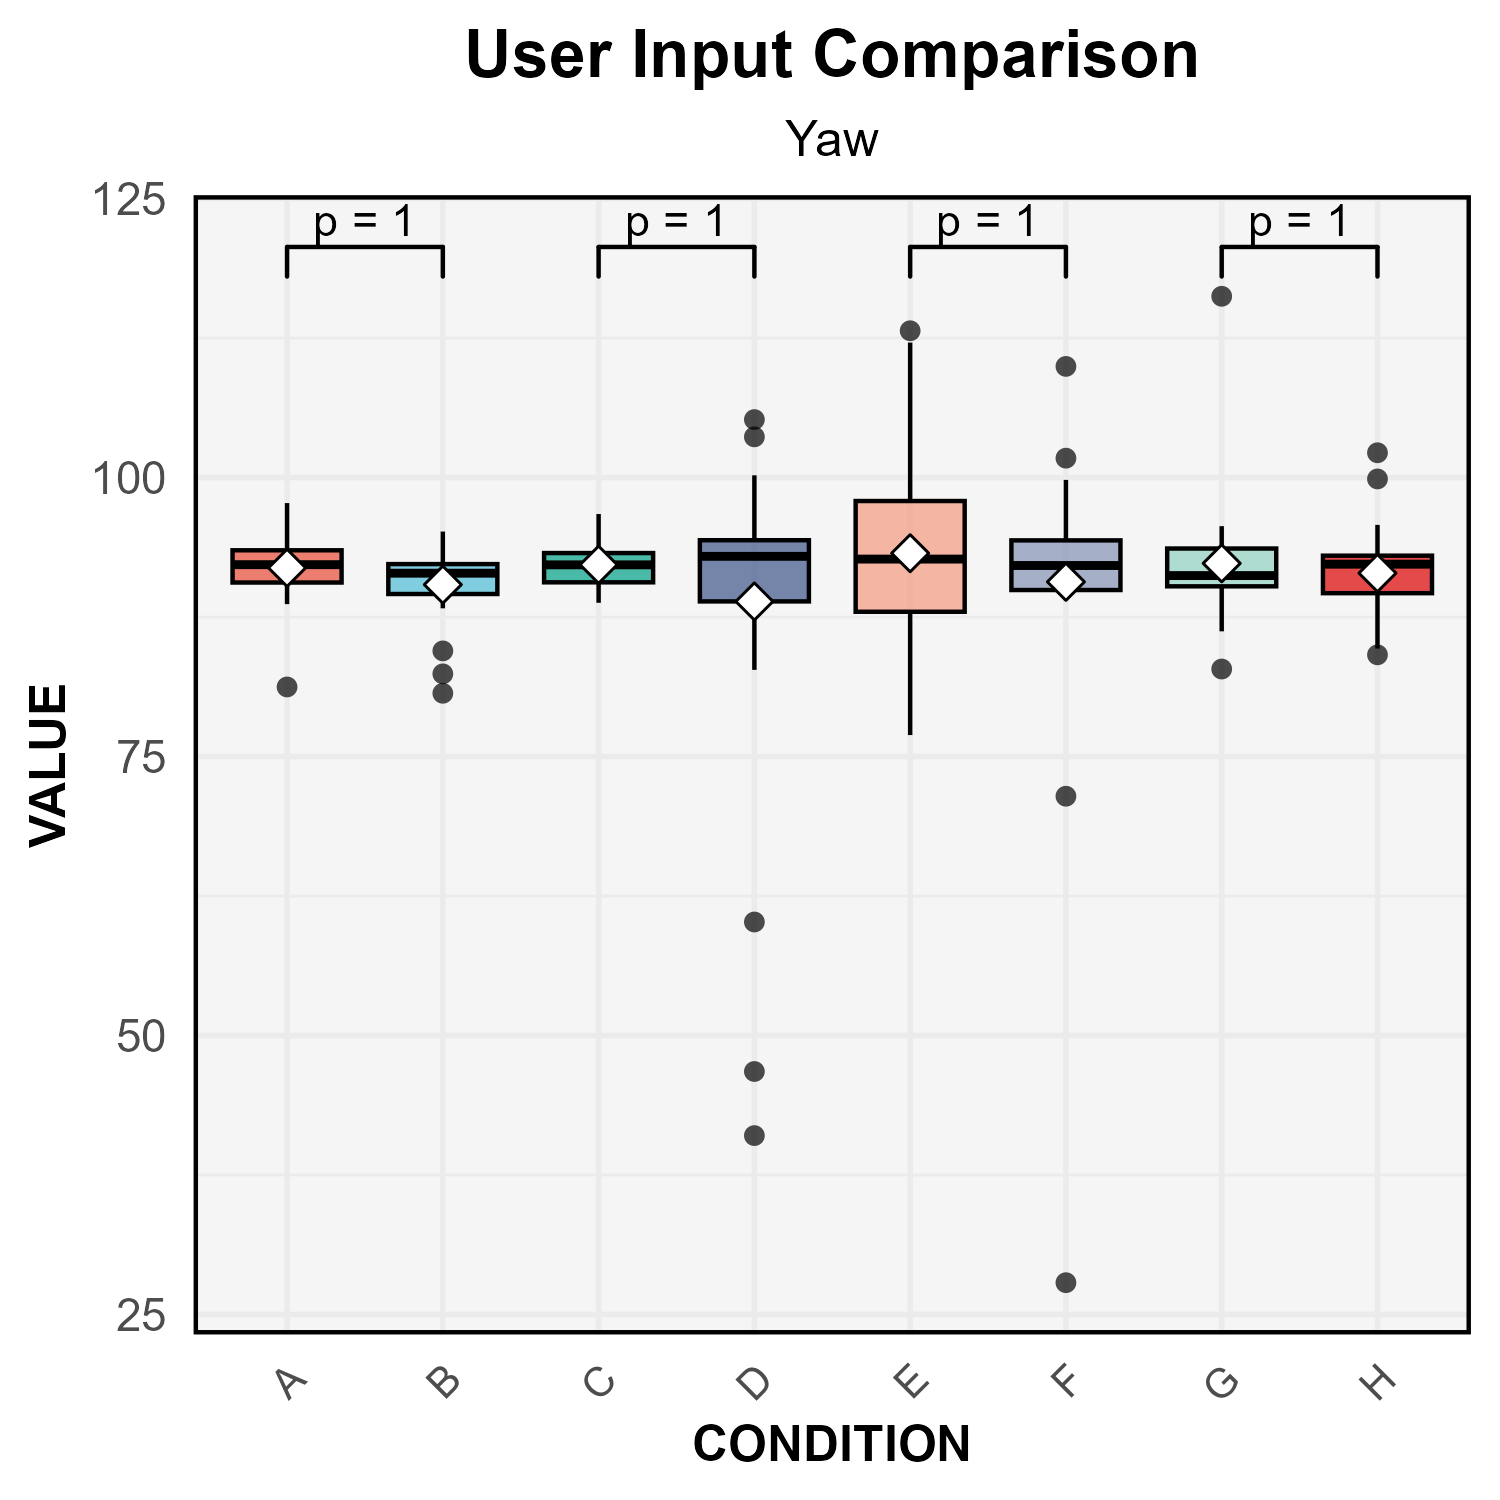 User Input Comparison
Yaw
125
p = 1 p = 1 p = 1 p = 1
100
75
50
25
VALUE
A B C D E F G H
CONDITION